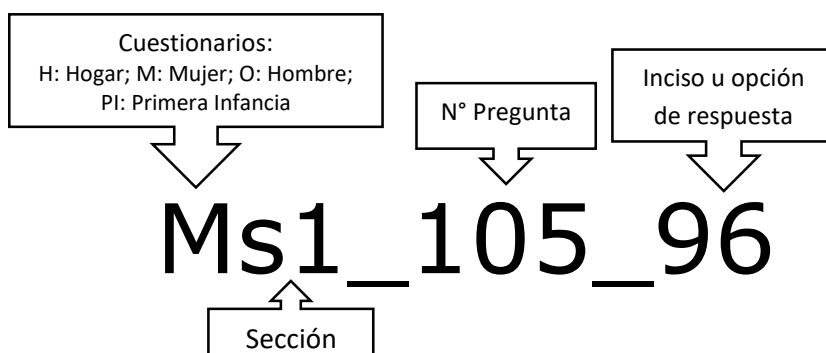 Cuestionarios:
H: Hogar; M: Mujer; O: Hombre;
PI: Primera Infancia
N° Pregunta
Inciso u opción
de respuesta
Ms1_105_96
Sección